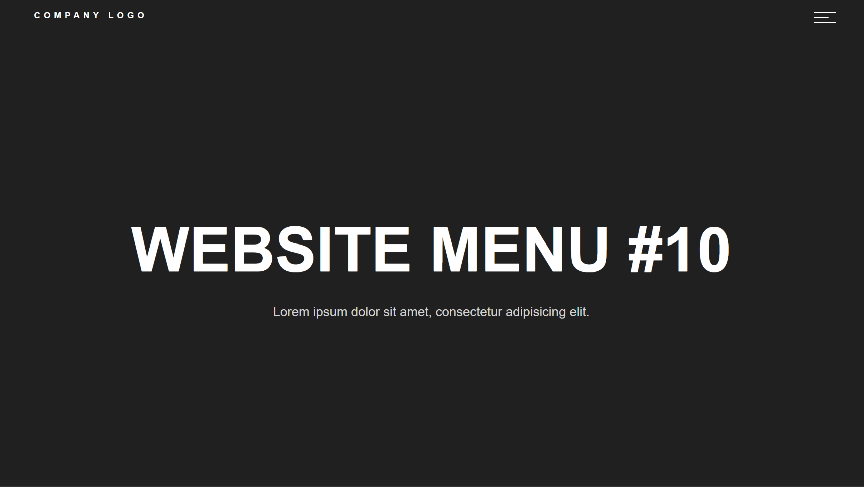 COMPANY LOGO
WEBSITE MENU #10
Lorem ipsum dolor sit amet, consectetur adipisicing elit.